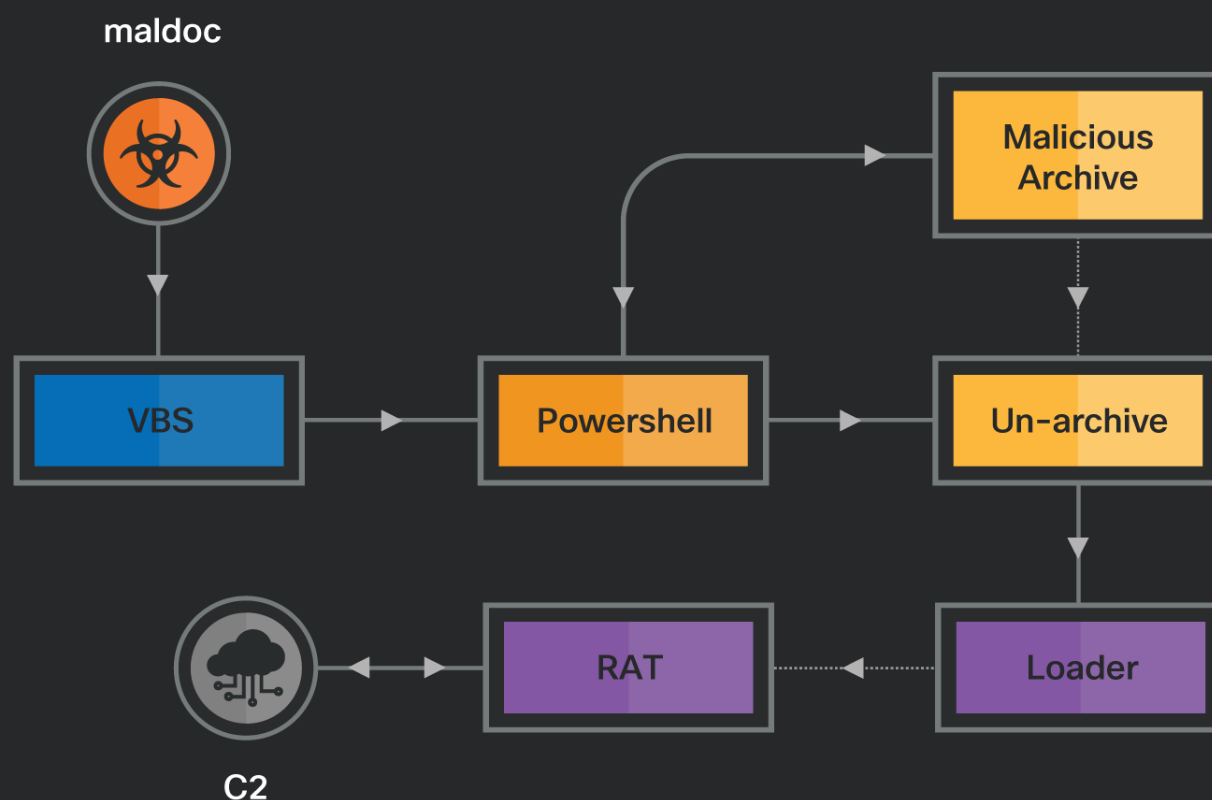 maldoc
Malicious
Archive
VBS
Powershell
Un-archive
RAT
Loader
C2